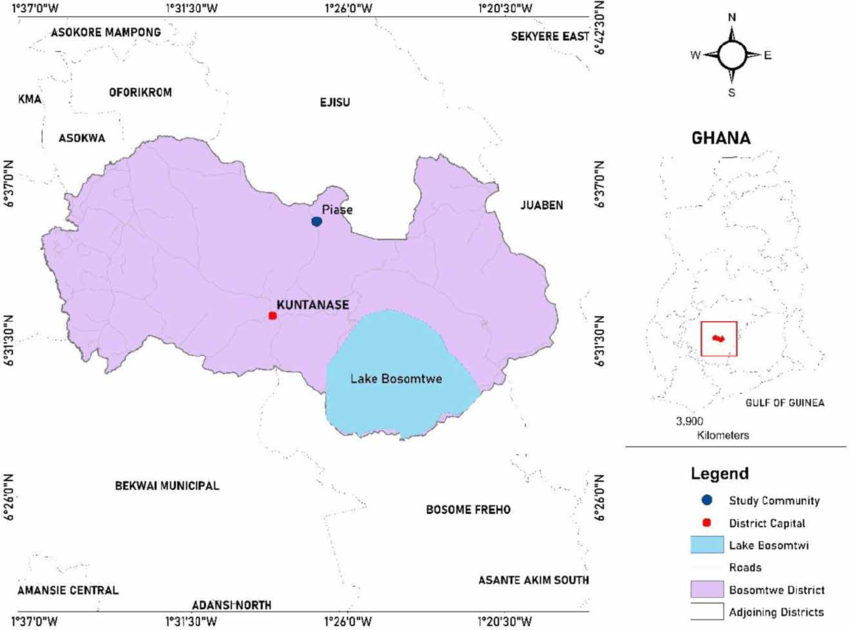 1°37'0"W 1°31'30"W 1°26'0"W 1°20'30"W
6°42'30"N
ASOKORE MAMPONG
SEKYERE EAST
KMA
OFORIKROM
EJISU
ASOKWA
6°37'0"N
6°37'0"N
JUABEN
Piase
KUNTANASE
6°31'30"N
6°31'30"N
Lake Bosomtwe
BEKWAI MUNICIPAL
6°26'0"N
6°26'0"N
BOSOME FREHO
AMANSIE CENTRAL
ADANSI NORTH
ASANTE AKIM SOUTH
1°37'0"W 1°31'30"W 1°26'0"W 1°20'30"W
N
W E
S
GHANA
GULF OF GUINEA
3,900
Kilometers
Legend
Study Community
District Capital
Lake Bosomtwi
Roads
Bosomtwe District
Adjoining Districts